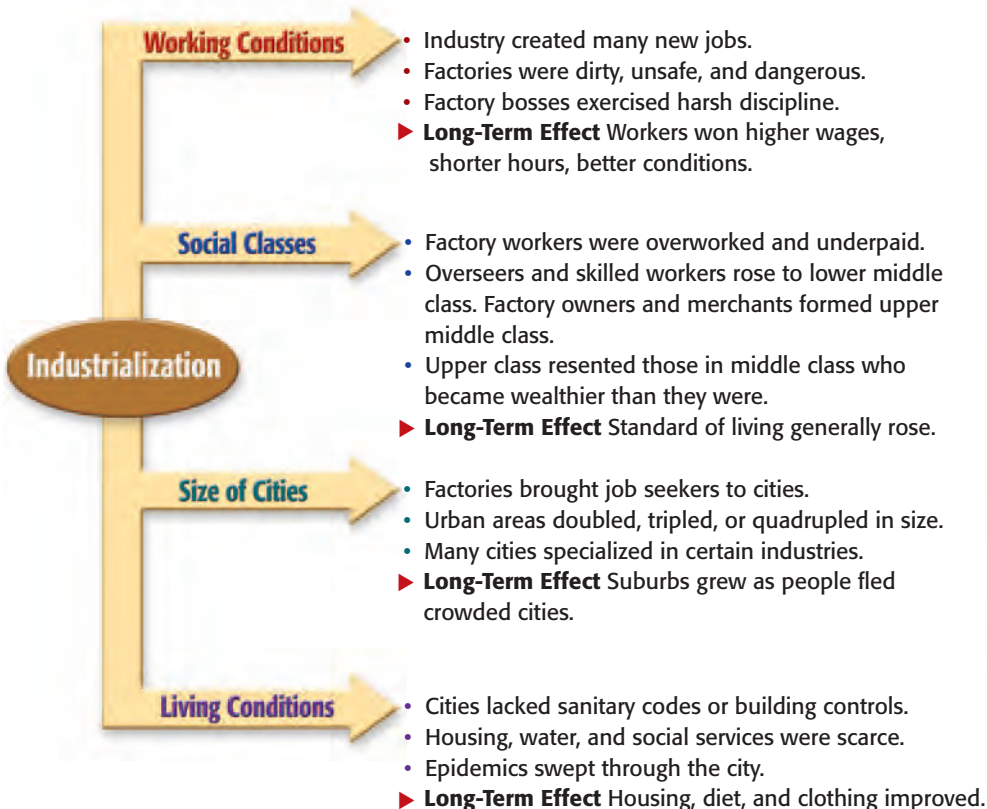 Industrialization
Working Conditions
• Industry created many new jobs.
• Factories were dirty, unsafe, and dangerous.
• Factory bosses exercised harsh discipline.
▶ Long-Term Effect Workers won higher wages,
shorter hours, better conditions.
Social Classes
• Factory workers were overworked and underpaid.
• Overseers and skilled workers rose to lower middle
class. Factory owners and merchants formed upper
middle class.
• Upper class resented those in middle class who
became wealthier than they were.
▶ Long-Term Effect Standard of living generally rose.
Size of Cities
• Factories brought job seekers to cities.
• Urban areas doubled, tripled, or quadrupled in size.
• Many cities specialized in certain industries.
▶ Long-Term Effect Suburbs grew as people fled
crowded cities.
Living Conditions
• Cities lacked sanitary codes or building controls.
• Housing, water, and social services were scarce.
• Epidemics swept through the city.
▶ Long-Term Effect Housing, diet, and clothing improved.